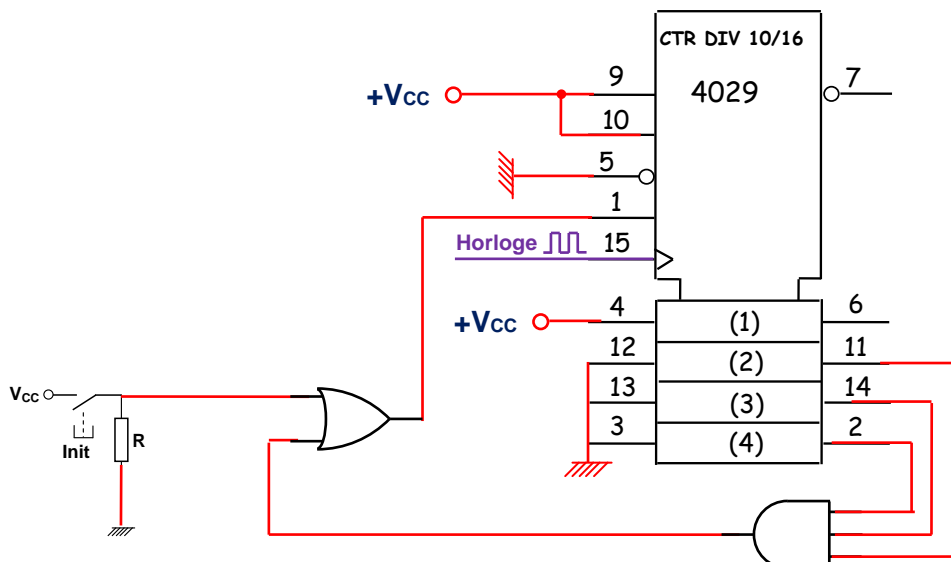 CTR DIV 10/16
4029
9
7
+VCC
10
5
1
Horloge
15
+VCC
4
(1)
6
12
(2)
11
13
(3)
14
3
(4)
2
VCC
Init
R